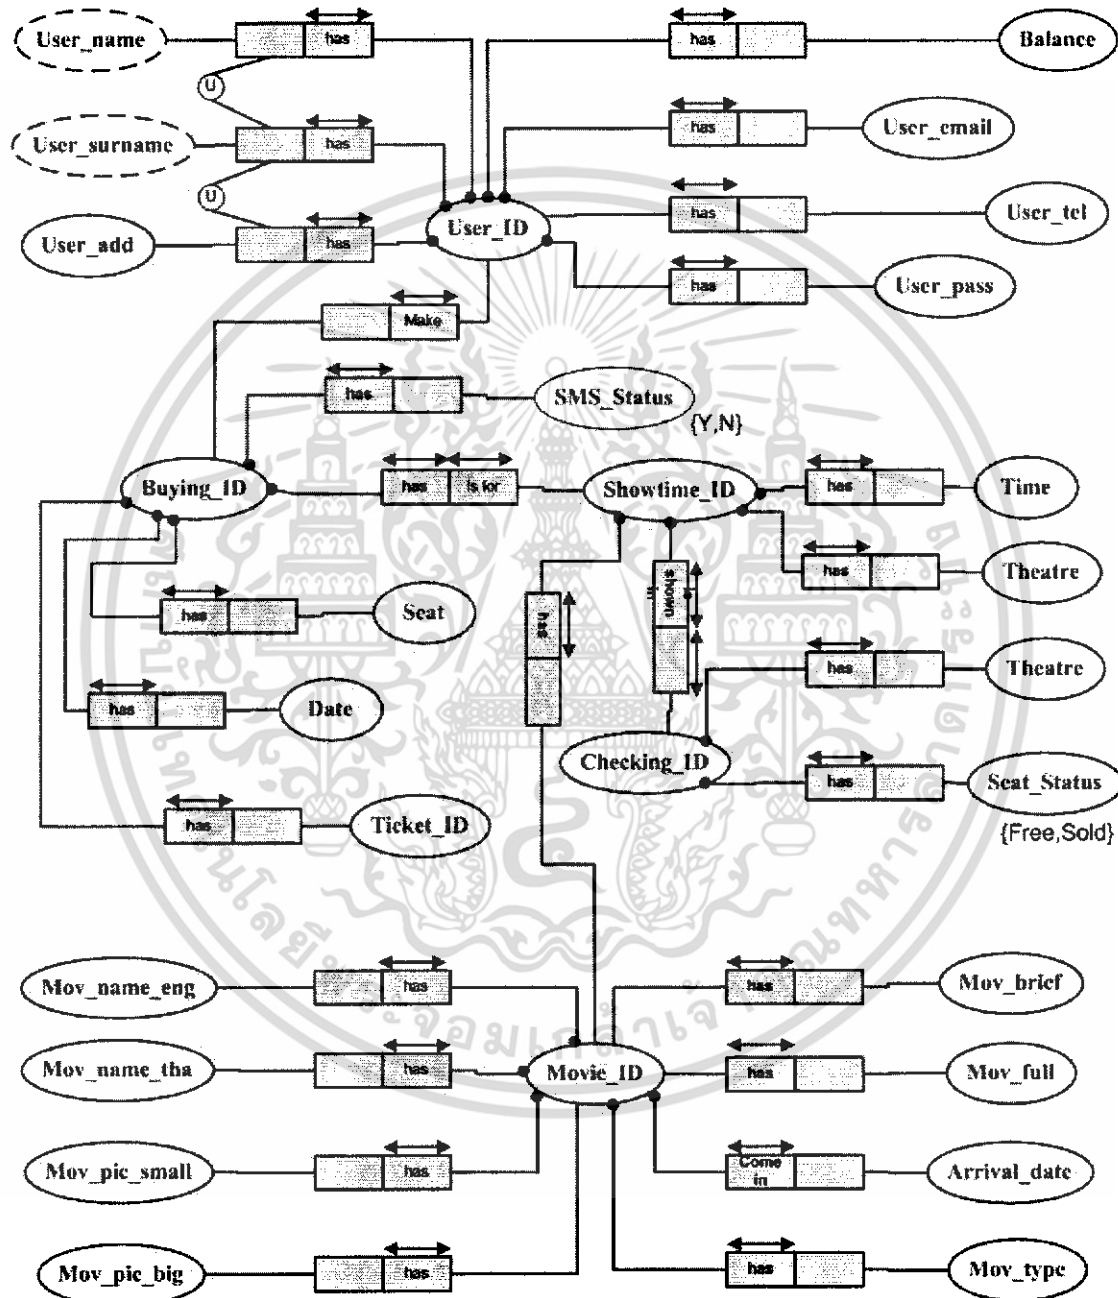 User_name
has
has
Balance
U
User_surname
has
has
User_email
U
User_add
has
User_ID
has
User_tel
has
User_pass
Make
has
SMS_Status
{Y,N}
Buying_ID
has
Is for
Showtime_ID
has
Time
has
Theatre
is shown in
has
has
Seat
has
Theatre
has
Date
Checking_ID
has
Seat_Status
{Free,Sold}
has
Ticket_ID
Mov_name_eng
has
has
Mov_brief
Mov_name_tha
has
Movie_ID
has
Mov_full
Mov_pic_small
has
Come in
Arrival_date
Mov_pic_big
has
has
Mov_type